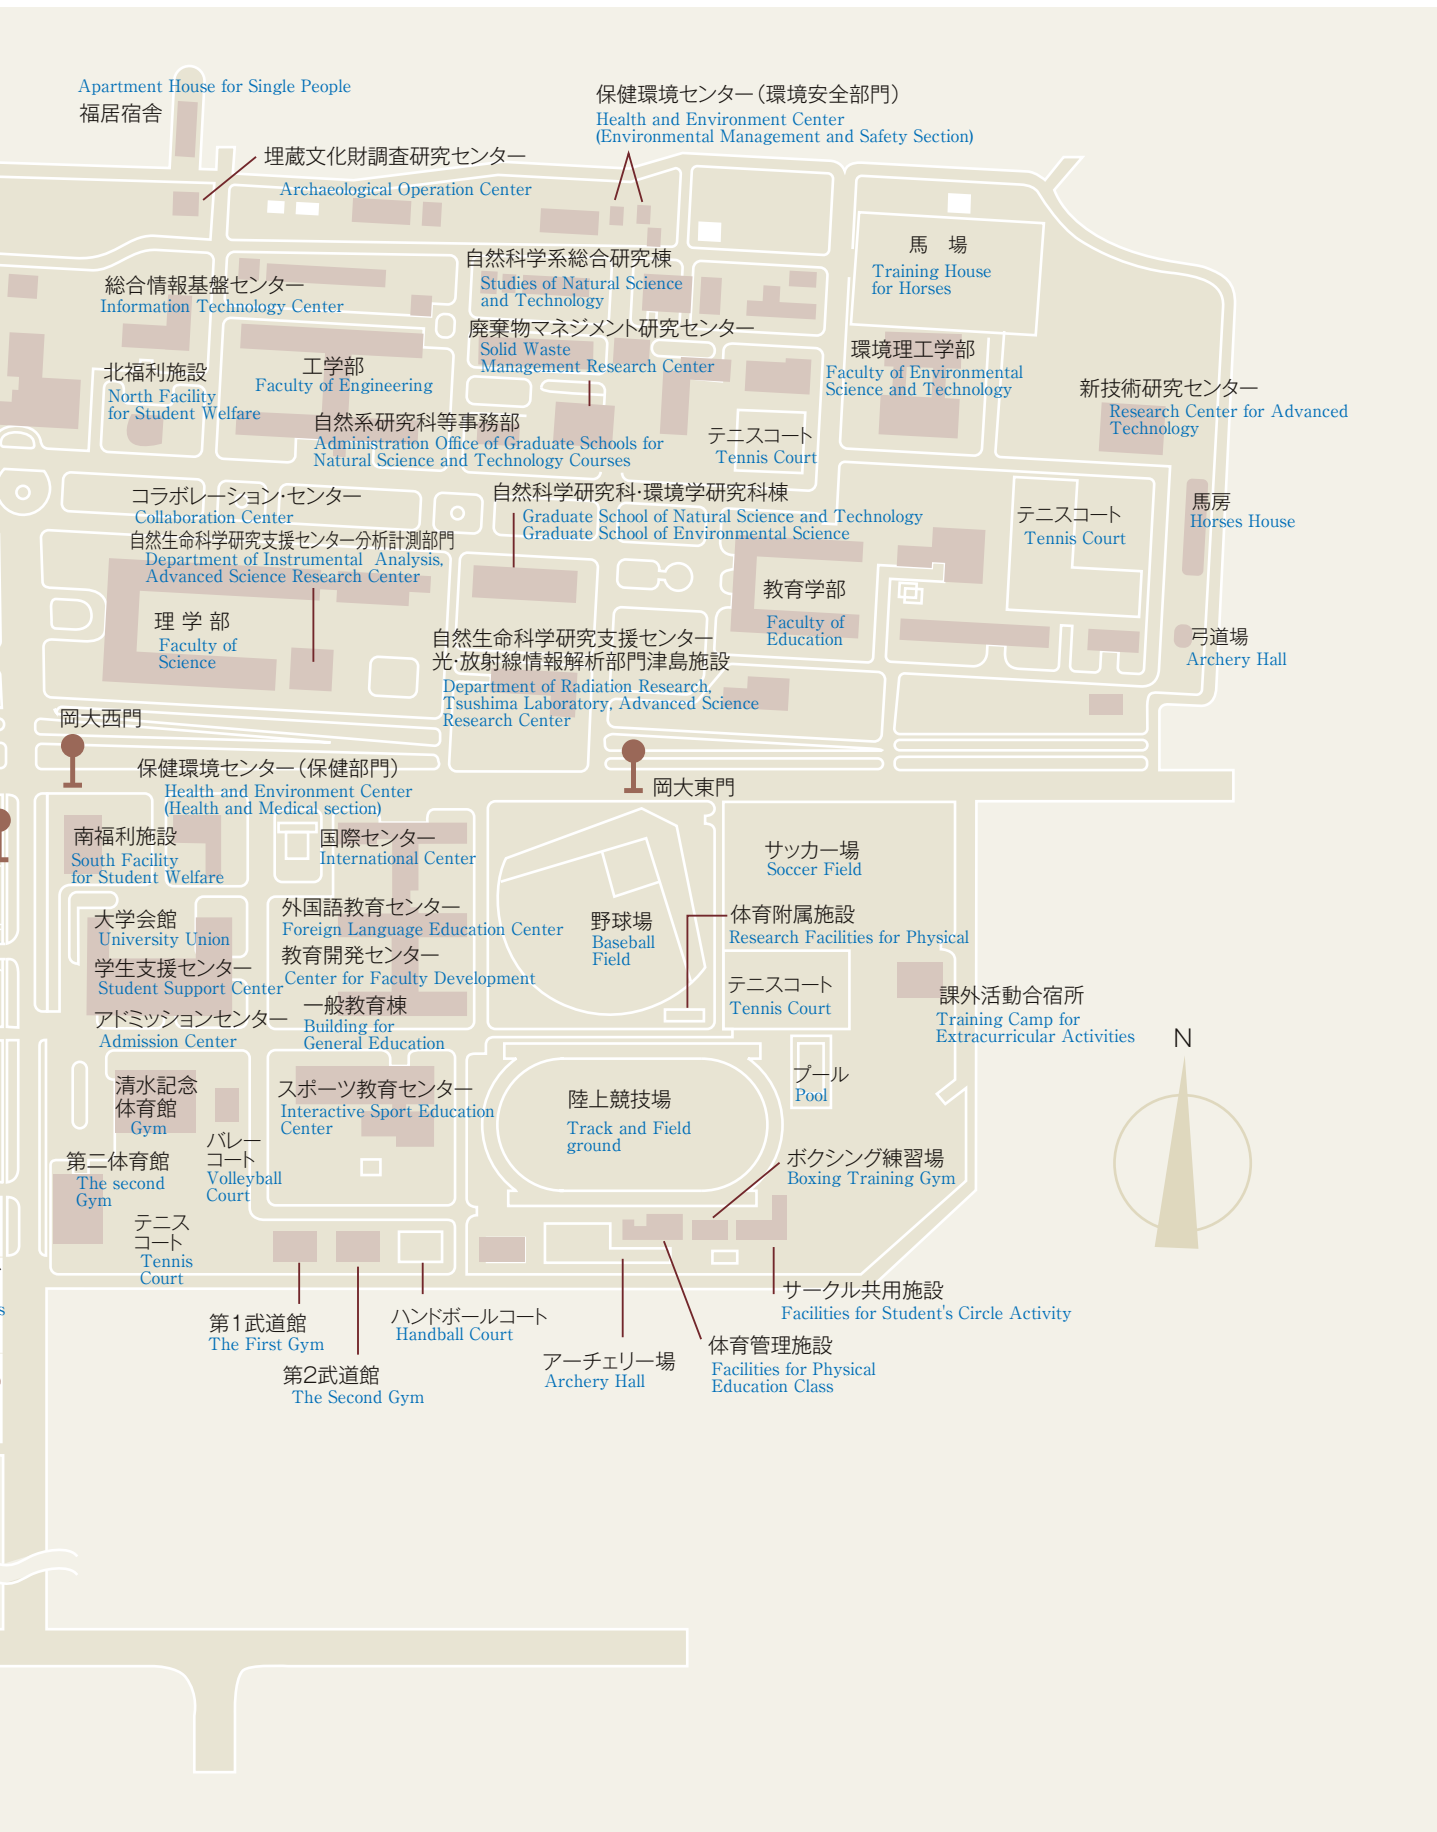 Apartment House for Single People
福居宿舎
保健環境センター（環境安全部門）
Health and Environment Center
(Environmental Management and Safety Section)
埋蔵文化財調査研究センター
Archaeological Operation Center
自然科学系総合研究棟
Studies of Natural Science
and Technology
馬　場
Training House
for Horses
総合情報基盤センター
Information Technology Center
廃棄物マネジメント研究センター
Solid Waste
Management Research Center
環境理工学部
Faculty of Environmental
Science and Technology
北福利施設
North Facility
for Student Welfare
工学部
Faculty of Engineering
新技術研究センター
Research Center for Advanced
Technology
自然系研究科等事務部
Administration Office of Graduate Schools for
Natural Science and Technology Courses
テニスコート
Tennis Court
コラボレーション・センター
Collaboration Center
自然生命科学研究支援センター分析計測部門
Department of Instrumental Analysis,
Advanced Science Research Center
自然科学研究科・環境学研究科棟
Graduate School of Natural Science and Technology
Graduate School of Environmental Science
テニスコート
Tennis Court
馬房
Horses House
教育学部
Faculty of
Education
理 学 部
Faculty of
Science
自然生命科学研究支援センター
光・放射線情報解析部門津島施設
Department of Radiation Research,
Tsushima Laboratory, Advanced Science
Research Center
弓道場
Archery Hall
岡大西門
岡大東門
保健環境センター（保健部門）
Health and Environment Center
(Health and Medical section)
南福利施設
South Facility
for Student Welfare
国際センター
International Center
サッカー場
Soccer Field
大学会館
University Union
外国語教育センター
Foreign Language Education Center
野球場
Baseball
Field
体育附属施設
Research Facilities for Physical
学生支援センター
Student Support Center
教育開発センター
Center for Faculty Development
テニスコート
Tennis Court
課外活動合宿所
Training Camp for
Extracurricular Activities
アドミッションセンター
Admission Center
一般教育棟
Building for
General Education
N
清水記念
体育館
Gym
スポーツ教育センター
Interactive Sport Education
Center
陸上競技場
Track and Field
ground
プール
Pool
バレー
コート
Volleyball
Court
第二体育館
The second
Gym
ボクシング練習場
Boxing Training Gym
テニス
コート
Tennis
Court
サークル共用施設
Facilities for Student's Circle Activity
第1武道館
The First Gym
ハンドボールコート
Handball Court
第2武道館
The Second Gym
アーチェリー場
Archery Hall
体育管理施設
Facilities for Physical
Education Class